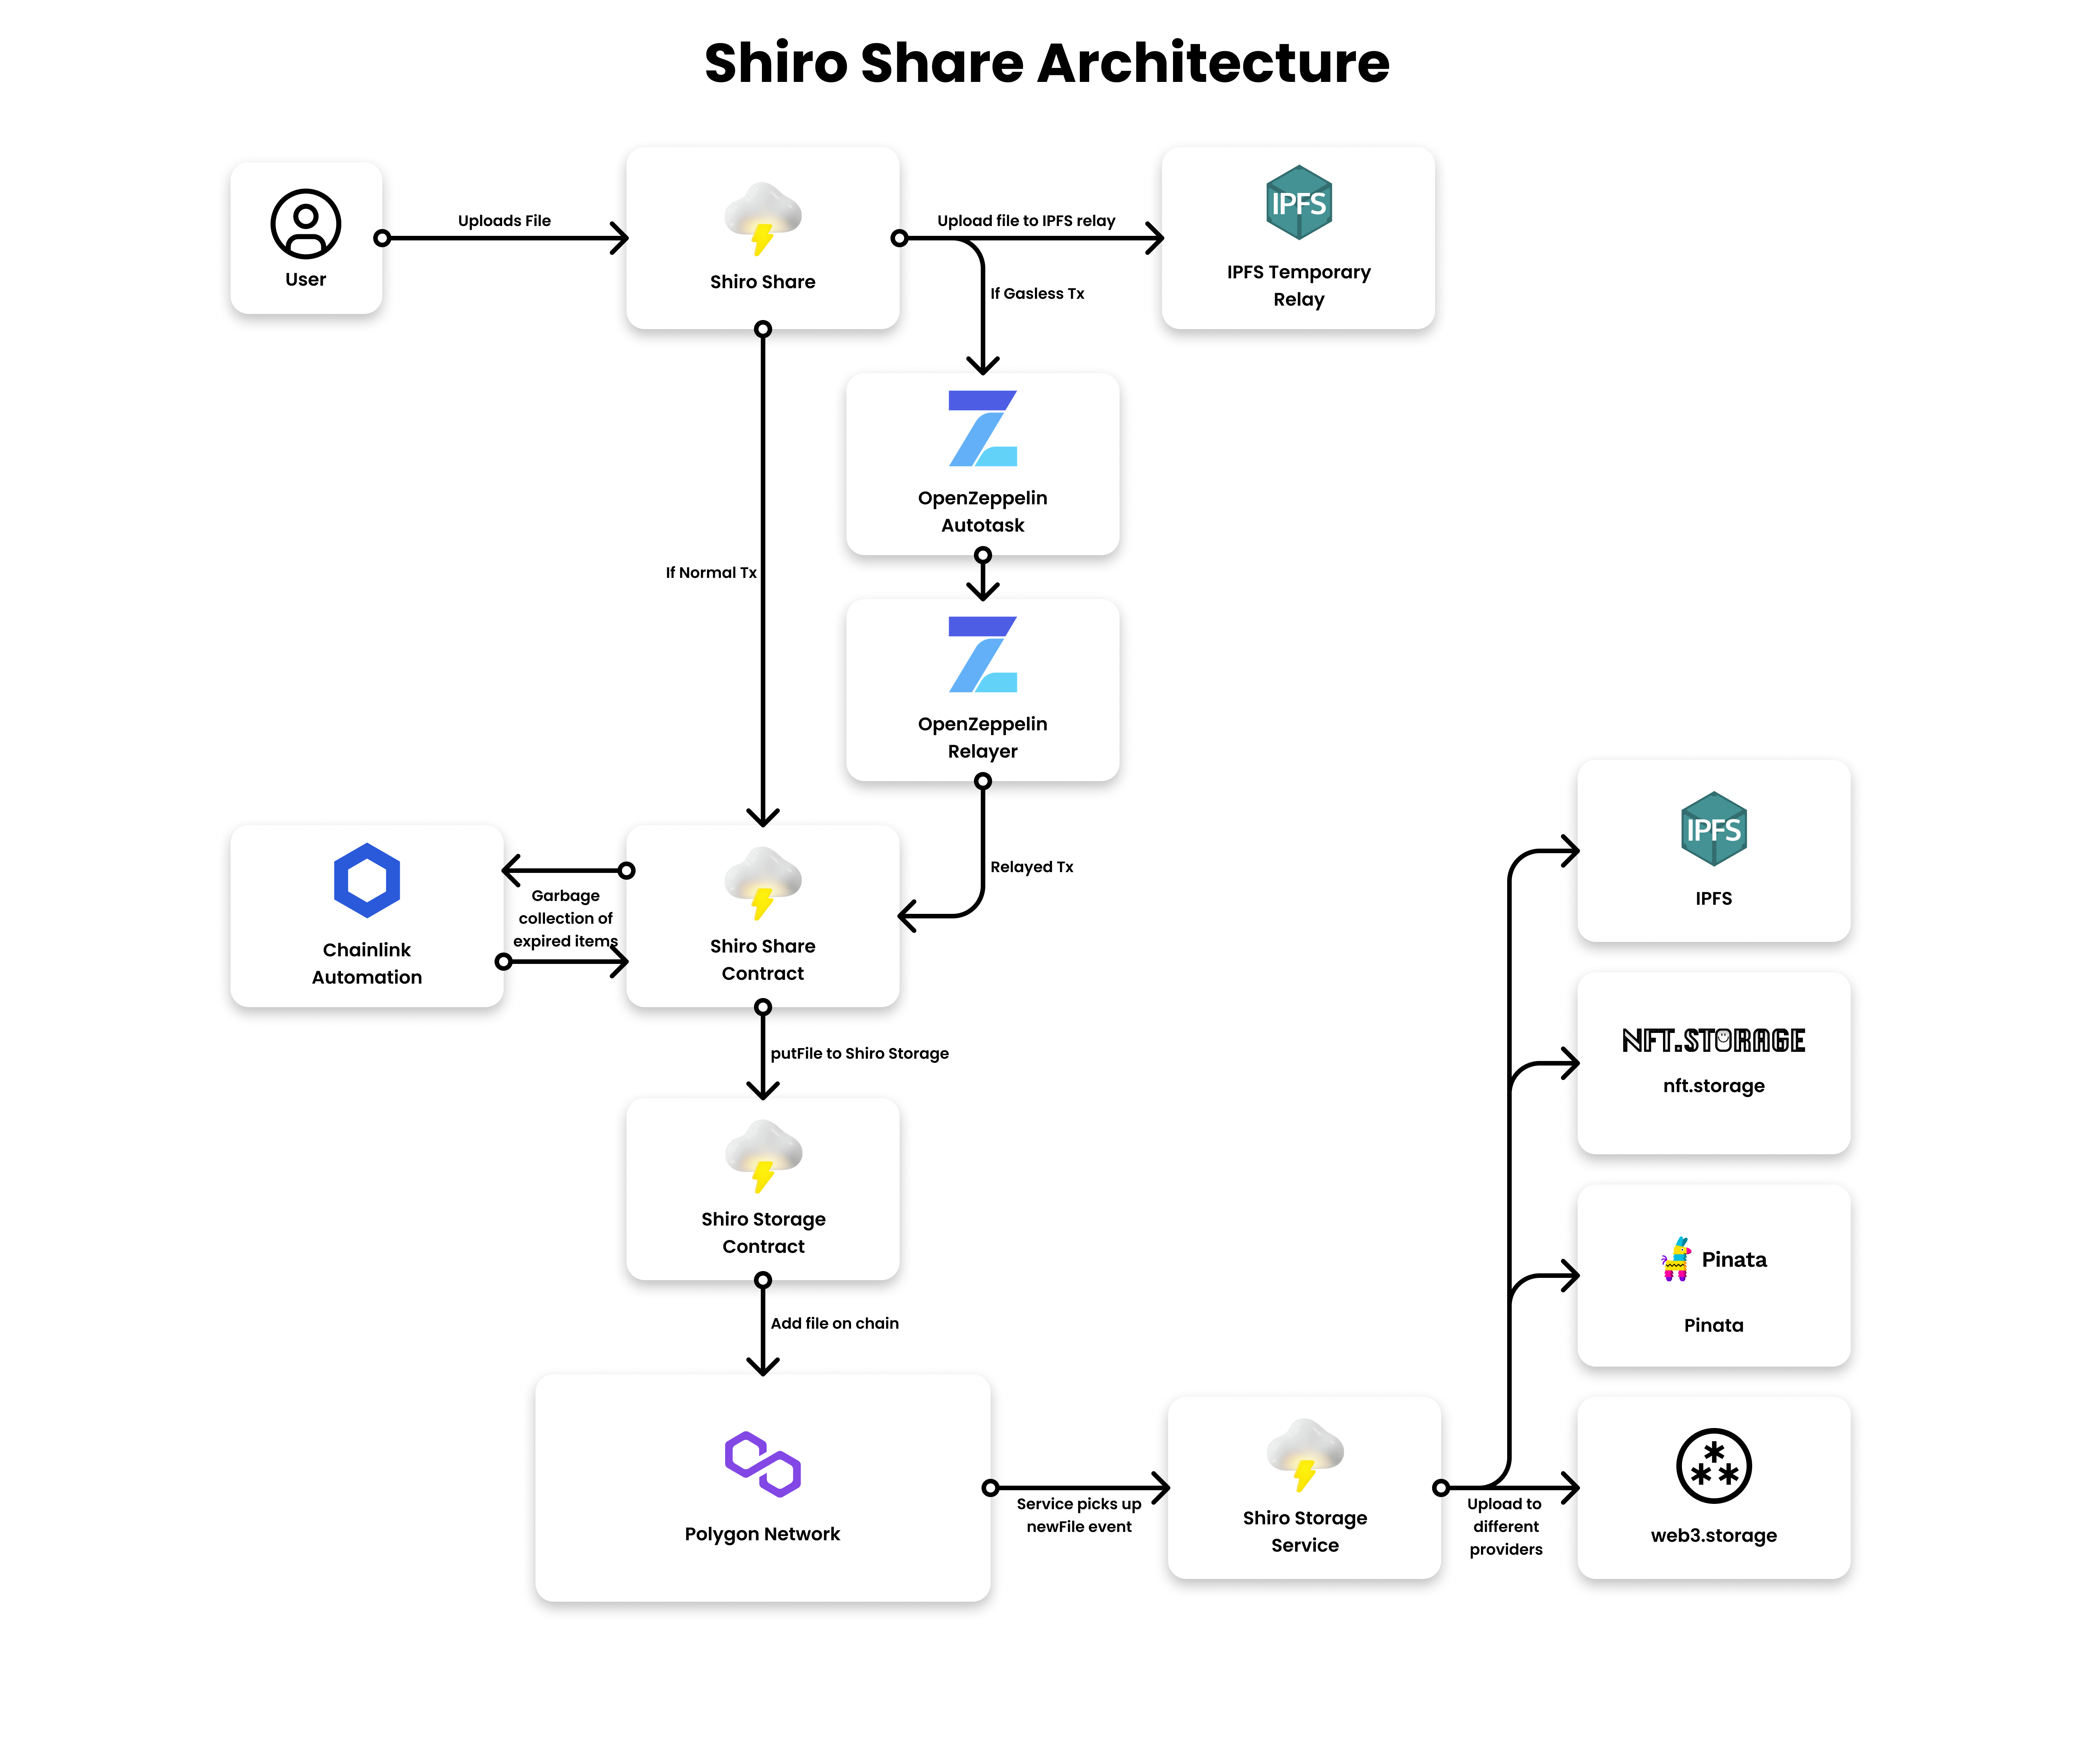 Shiro Share Architecture
User
Uploads File
Shiro Share
Upload file to IPFS relay
IPFS
IPFS Temporary
Relay
If Gasless Tx
OpenZeppelin
Autotask
If Normal Tx
OpenZeppelin
Relayer
Relayed Tx
Chainlink
Automation
Garbage
collection of
expired items
Shiro Share
Contract
putFile to Shiro Storage
Shiro Storage
Contract
Add file on chain
Polygon Network
Service picks up
newFile event
Shiro Storage
Service
Upload to
different
providers
IPFS
IPFS
NFT.STORAGE
nft.storage
Pinata
Pinata
web3.storage